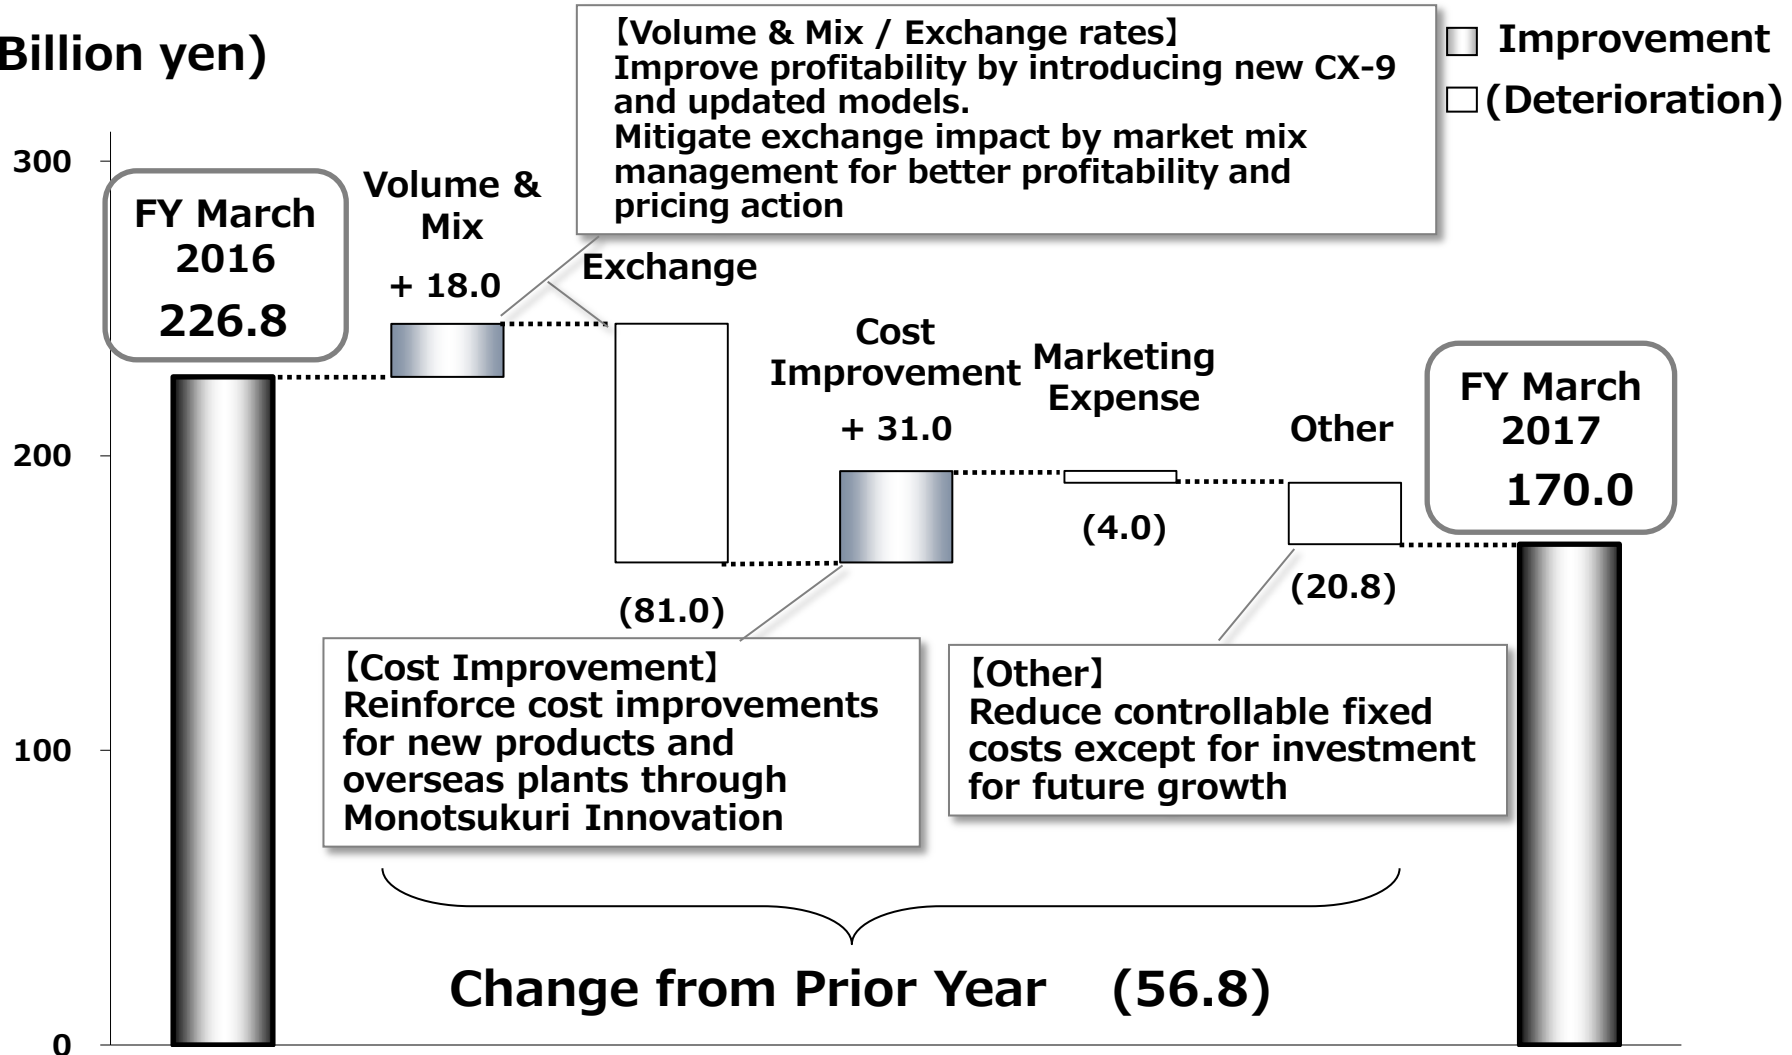 Billion yen)
【Volume & Mix / Exchange rates】
Improve profitability by introducing new CX-9
and updated models.
Mitigate exchange impact by market mix
management for better profitability and
pricing action
Improvement
(Deterioration)
300
200
100
0
FY March
2016
226.8
Volume &
Mix
+ 18.0
Exchange
(81.0)
Cost
Improvement
+ 31.0
Marketing
Expense
(4.0)
Other
(20.8)
FY March
2017
170.0
【Cost Improvement】
Reinforce cost improvements
for new products and
overseas plants through
Monotsukuri Innovation
【Other】
Reduce controllable fixed
costs except for investment
for future growth
Change from Prior Year (56.8)